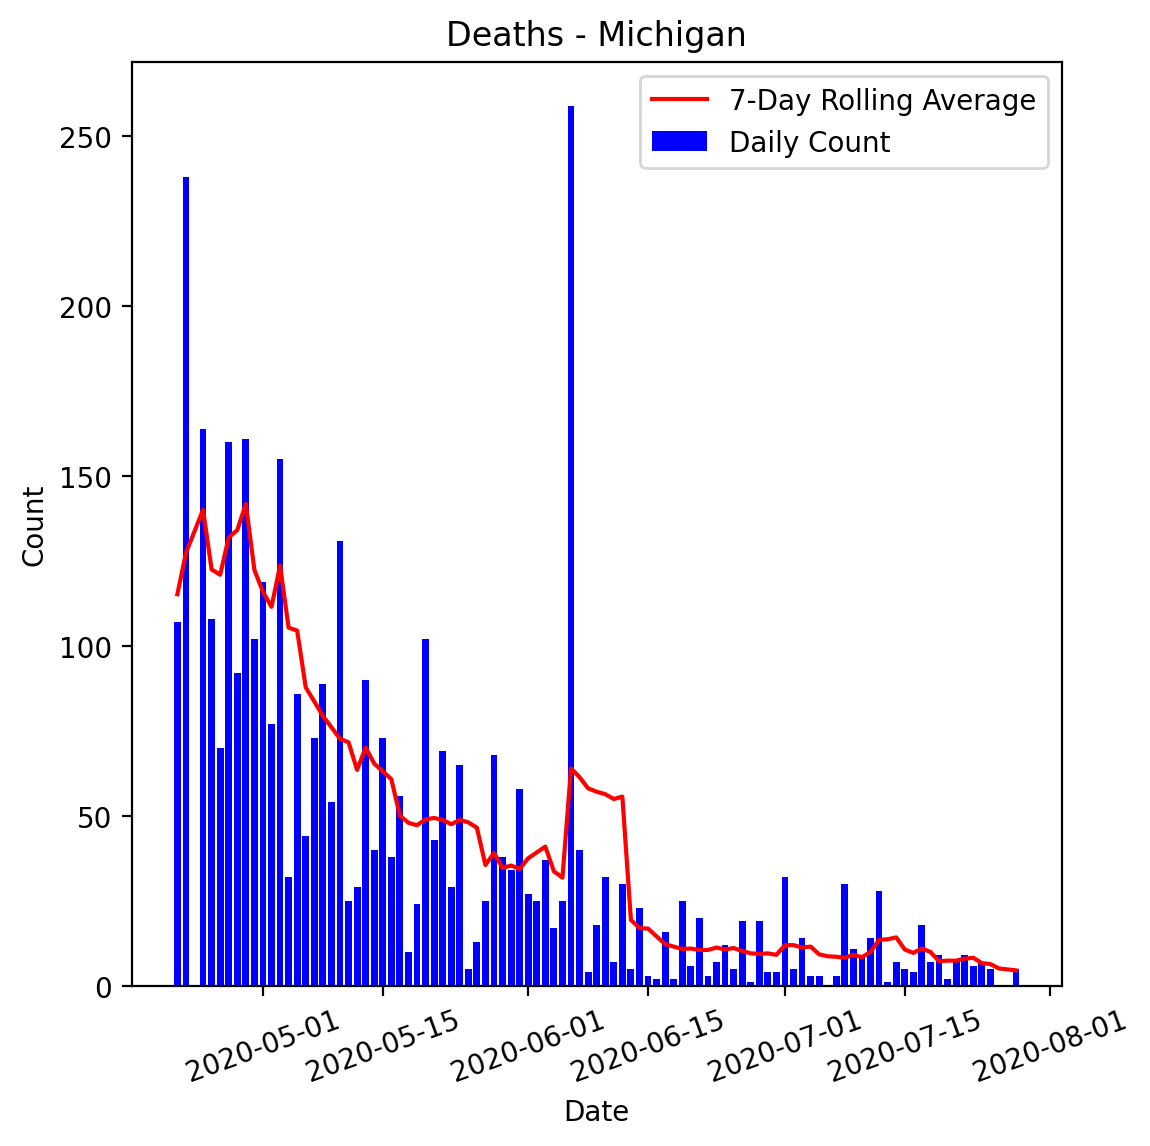 Deaths - Michigan
7-Day Rolling Average
Daily Count
250
200
150
100
50
0
Count
2020-05-01
2020-05-15
2020-06-01
2020-06-15
2020-07-01
2020-07-15
2020-08-01
Date